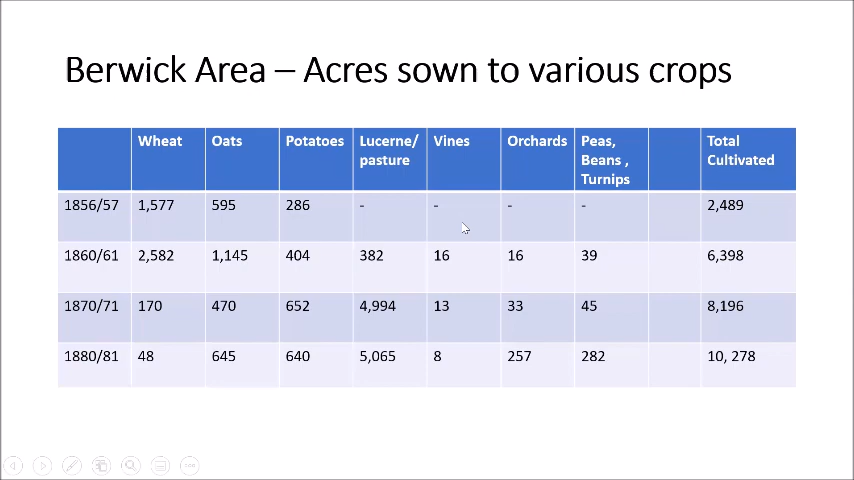 Berwick Area – Acres sown to various crops
Wheat Oats Potatoes Lucerne/ pasture Vines Orchards Peas, Beans , Turnips Total Cultivated
1856/57 1,577 595 286 - - - - 2,489
1860/61 2,582 1,145 404 382 16 16 39 6,398
1870/71 170 470 652 4,994 13 33 45 8,196
1880/81 48 645 640 5,065 8 257 282 10, 278